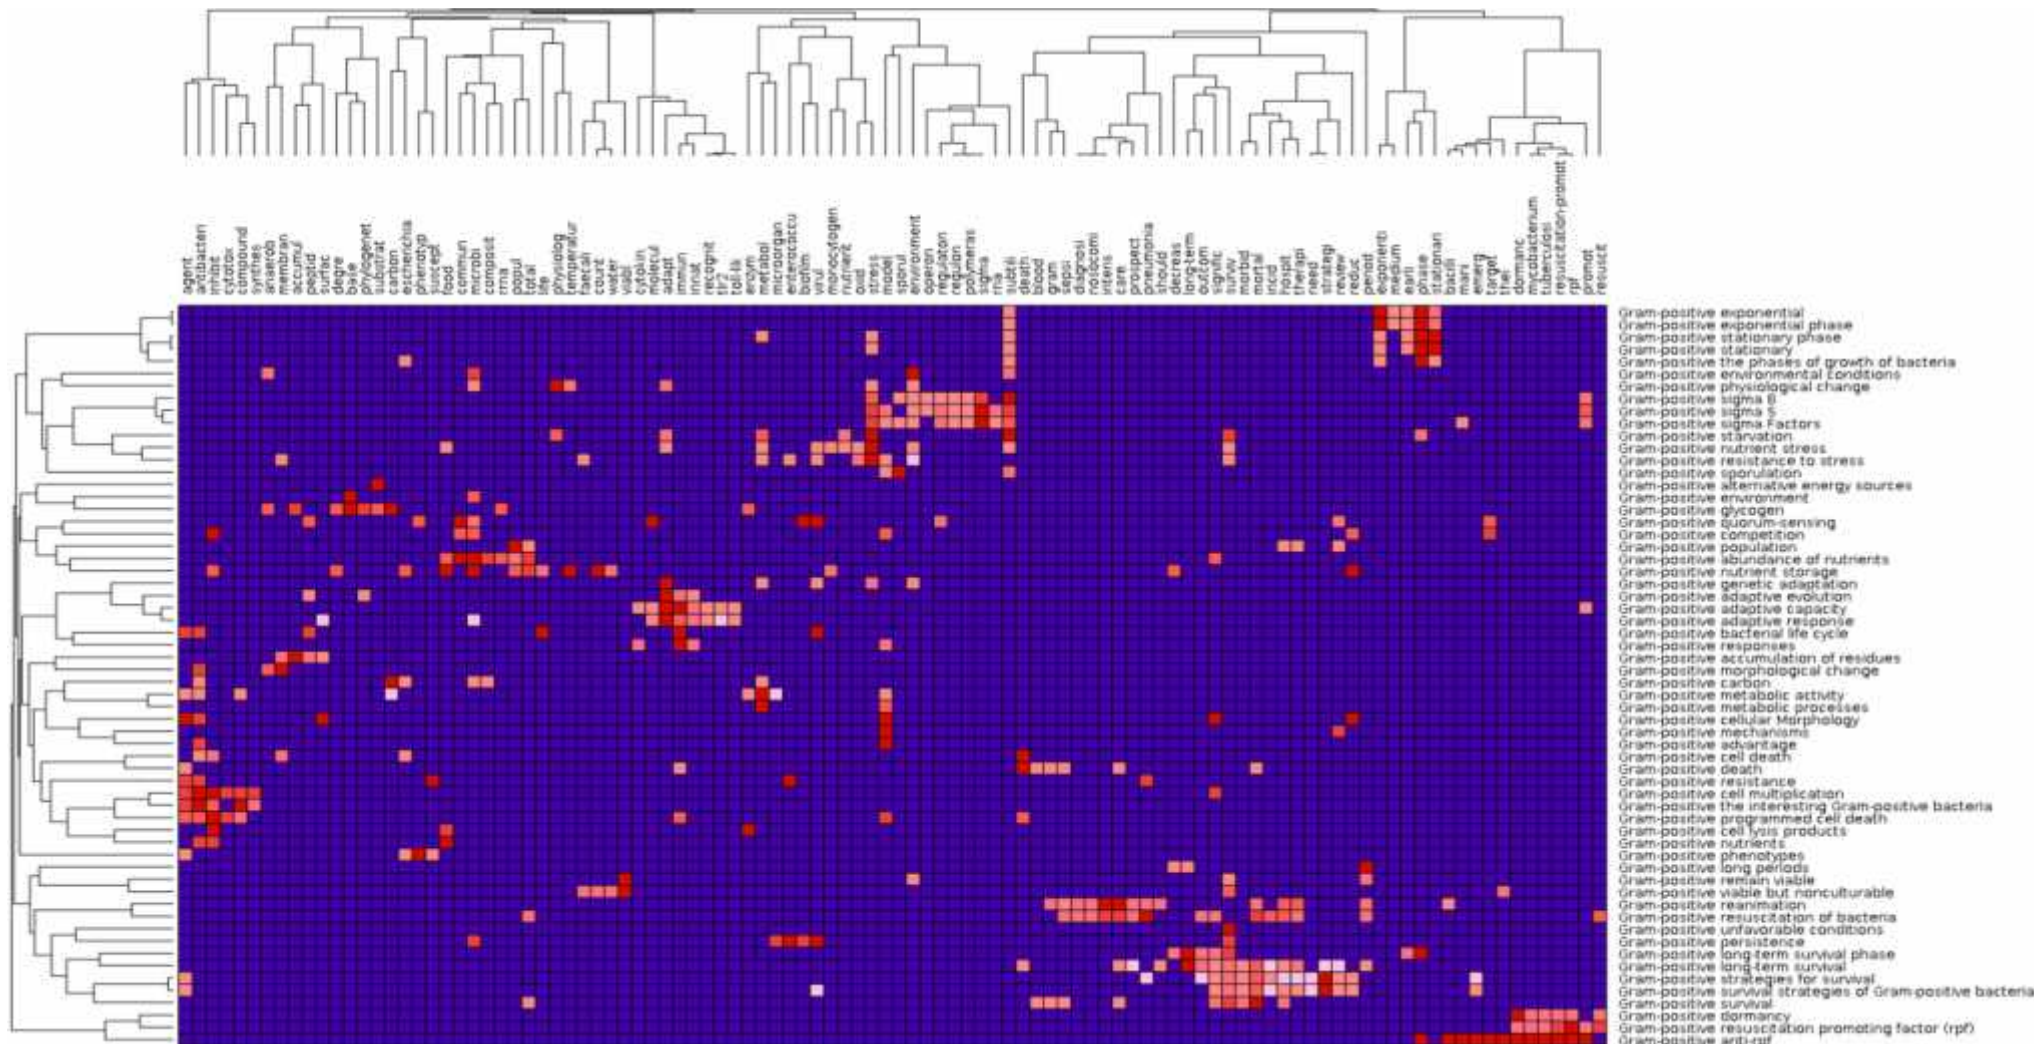 agent
antibacteri
inhibit
cytotox
compound
synthes
anaerob
membran
accumul
peptid
surfac
degre
base
phylogenet
substrat
carbon
escherichia
phenotyp
suscept
food
commun
microbi
composit
rrna
popul
total
life
physiolog
temperatur
faecali
count
water
viabl
cytokin
molecul
adapt
immun
innat
recognit
tlr2
toll-lik
enzym
metabol
microorgan
enterococcu
biofilm
virul
monocytogen
nutrient
oxid
stress
model
sporul
environment
operon
regulaton
regulon
polymeras
sigma
rna
subtili
death
blood
gram
sepsi
diagnosi
nosocomi
intens
care
prospect
pneumonia
should
decreas
long-term
outcom
signific
surviv
morbid
mortal
incid
hospit
therapi
need
strategi
review
reduc
period
exponenti
medium
earli
phase
stationari
bacilli
mani
emerg
target
thei
dormanc
mycobacterium
tuberculosi
resuscitation-promot
rpf
promot
resuscit
Gram-positive exponential
Gram-positive exponential phase
Gram-positive stationary phase
Gram-positive stationary
Gram-positive the phases of growth of bacteria
Gram-positive environmental conditions
Gram-positive physiological change
Gram-positive sigma B
Gram-positive sigma S
Gram-positive sigma Factors
Gram-positive starvation
Gram-positive nutrient stress
Gram-positive resistance to stress
Gram-positive sporulation
Gram-positive alternative energy sources
Gram-positive environment
Gram-positive glycogen
Gram-positive quorum-sensing
Gram-positive competition
Gram-positive population
Gram-positive abundance of nutrients
Gram-positive nutrient storage
Gram-positive genetic adaptation
Gram-positive adaptive evolution
Gram-positive adaptive capacity
Gram-positive adaptive response
Gram-positive bacterial life cycle
Gram-positive responses
Gram-positive accumulation of residues
Gram-positive morphological change
Gram-positive carbon
Gram-positive metabolic activity
Gram-positive metabolic processes
Gram-positive cellular Morphology
Gram-positive mechanisms
Gram-positive advantage
Gram-positive cell death
Gram-positive death
Gram-positive resistance
Gram-positive cell multiplication
Gram-positive the interesting Gram-positive bacteria
Gram-positive programmed cell death
Gram-positive cell lysis products
Gram-positive nutrients
Gram-positive phenotypes
Gram-positive long periods
Gram-positive remain viable
Gram-positive viable but nonculturable
Gram-positive reanimation
Gram-positive resuscitation of bacteria
Gram-positive unfavorable conditions
Gram-positive persistence
Gram-positive long-term survival phase
Gram-positive long-term survival
Gram-positive strategies for survival
Gram-positive survival strategies of Gram-positive bacteria
Gram-positive survival
Gram-positive dormancy
Gram-positive resuscitation promoting factor (rpf)
Gram-positive anti-rpf